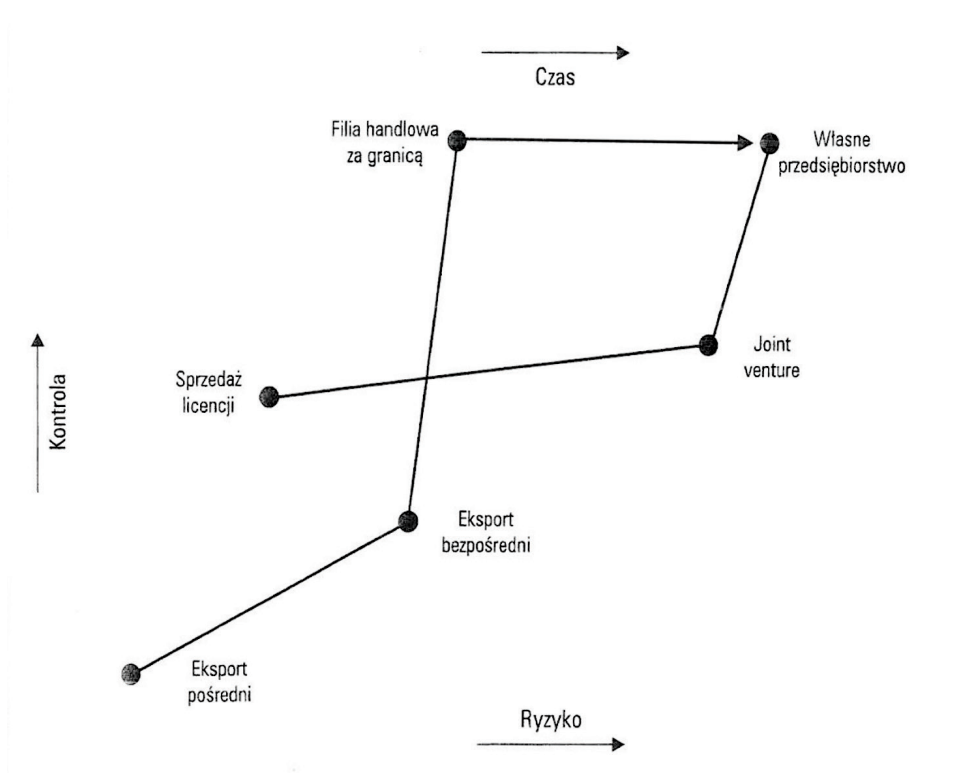 Czas
Filia handlowa
za granicą
Własne
przedsiębiorstwo
Joint
venture
Sprzedaż
licencji
Kontrola
Eksport
bezpośredni
Eksport
pośredni
Ryzyko